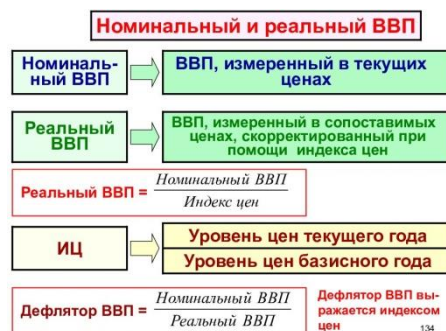 Номинальный и реальный ВВП
Номиналь-
ный ВВП
ВВП, измеренный в текущих
ценах
Реальный
ВВП
ВВП, измеренный в сопоставимых
ценах, скорректированный при
помощи индекса цен
Реальный ВВП = Номинальный ВВП
Индекс цен
ИЦ
Уровень цен текущего года
Уровень цен базисного года
Дефлятор ВВП = Номинальный ВВП
Реальный ВВП
Дефлятор ВВП вы-
ражается индексом
цен
134